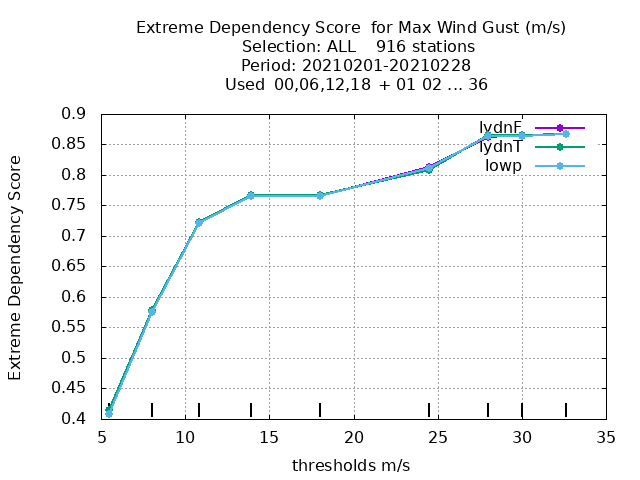 Extreme Dependency Score  for Max Wind Gust (m/s)
Selection: ALL    916 stations
Period: 20210201-20210228
Used  00,06,12,18  + 01 02 ... 36
Extreme Dependency Score
0.9
0.85
0.8
0.75
0.7
0.65
0.6
0.55
0.5
0.45
0.4
lydnF
lydnT
lowp
5 10 15 20 25 30 35
thresholds m/s